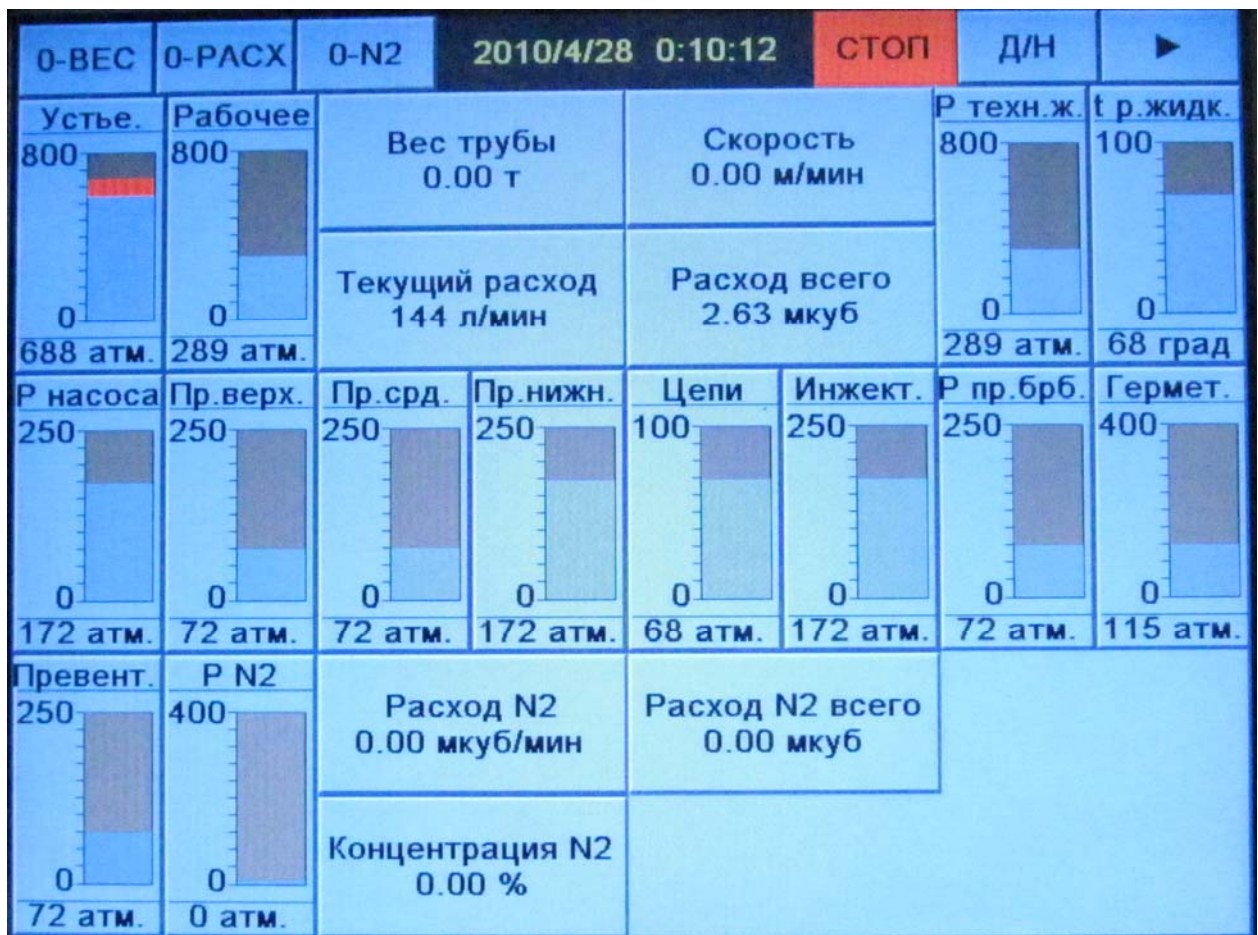 0-ВЕС 0-РАСХ 0-N2 2010/4/28 0:10:12 СТОП Д/Н
Устье.
800
0
688 атм.
Рабочее
800
0
289 атм.
Вес трубы
0.00 т
Скорость
0.00 м/мин
Текущий расход
144 л/мин
Расход всего
2.63 мкуб
Р техн.ж.
800
0
289 атм.
t р.жидк.
100
0
68 град
Р насоса
250
0
172 атм.
Пр.верх.
250
0
72 атм.
Пр.срд.
250
0
72 атм.
Пр.нижн.
250
0
172 атм.
Цепи
100
0
68 атм.
Инжект.
250
0
172 атм.
Р пр.брб.
250
0
72 атм.
Гермет.
400
0
115 атм.
Превент.
250
0
72 атм.
Р N2
400
0
0 атм.
Расход N2
0.00 мкуб/мин
Расход N2 всего
0.00 мкуб
Концентрация N2
0.00 %